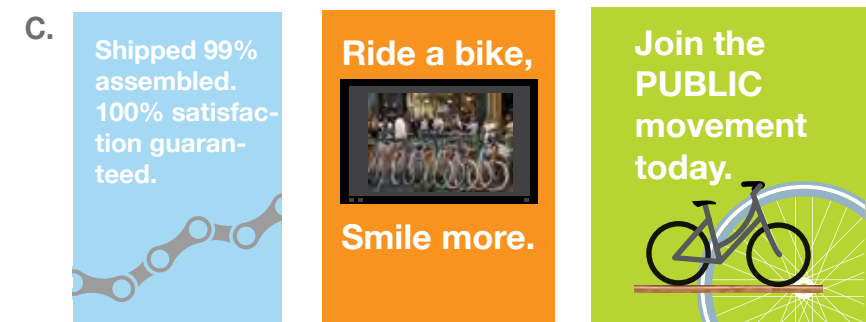 C.
Shipped 99%
assembled.
100% satisfac-
tion guaran-
teed.
Ride a bike,
Smile more.
Join the
PUBLIC
movement
today.